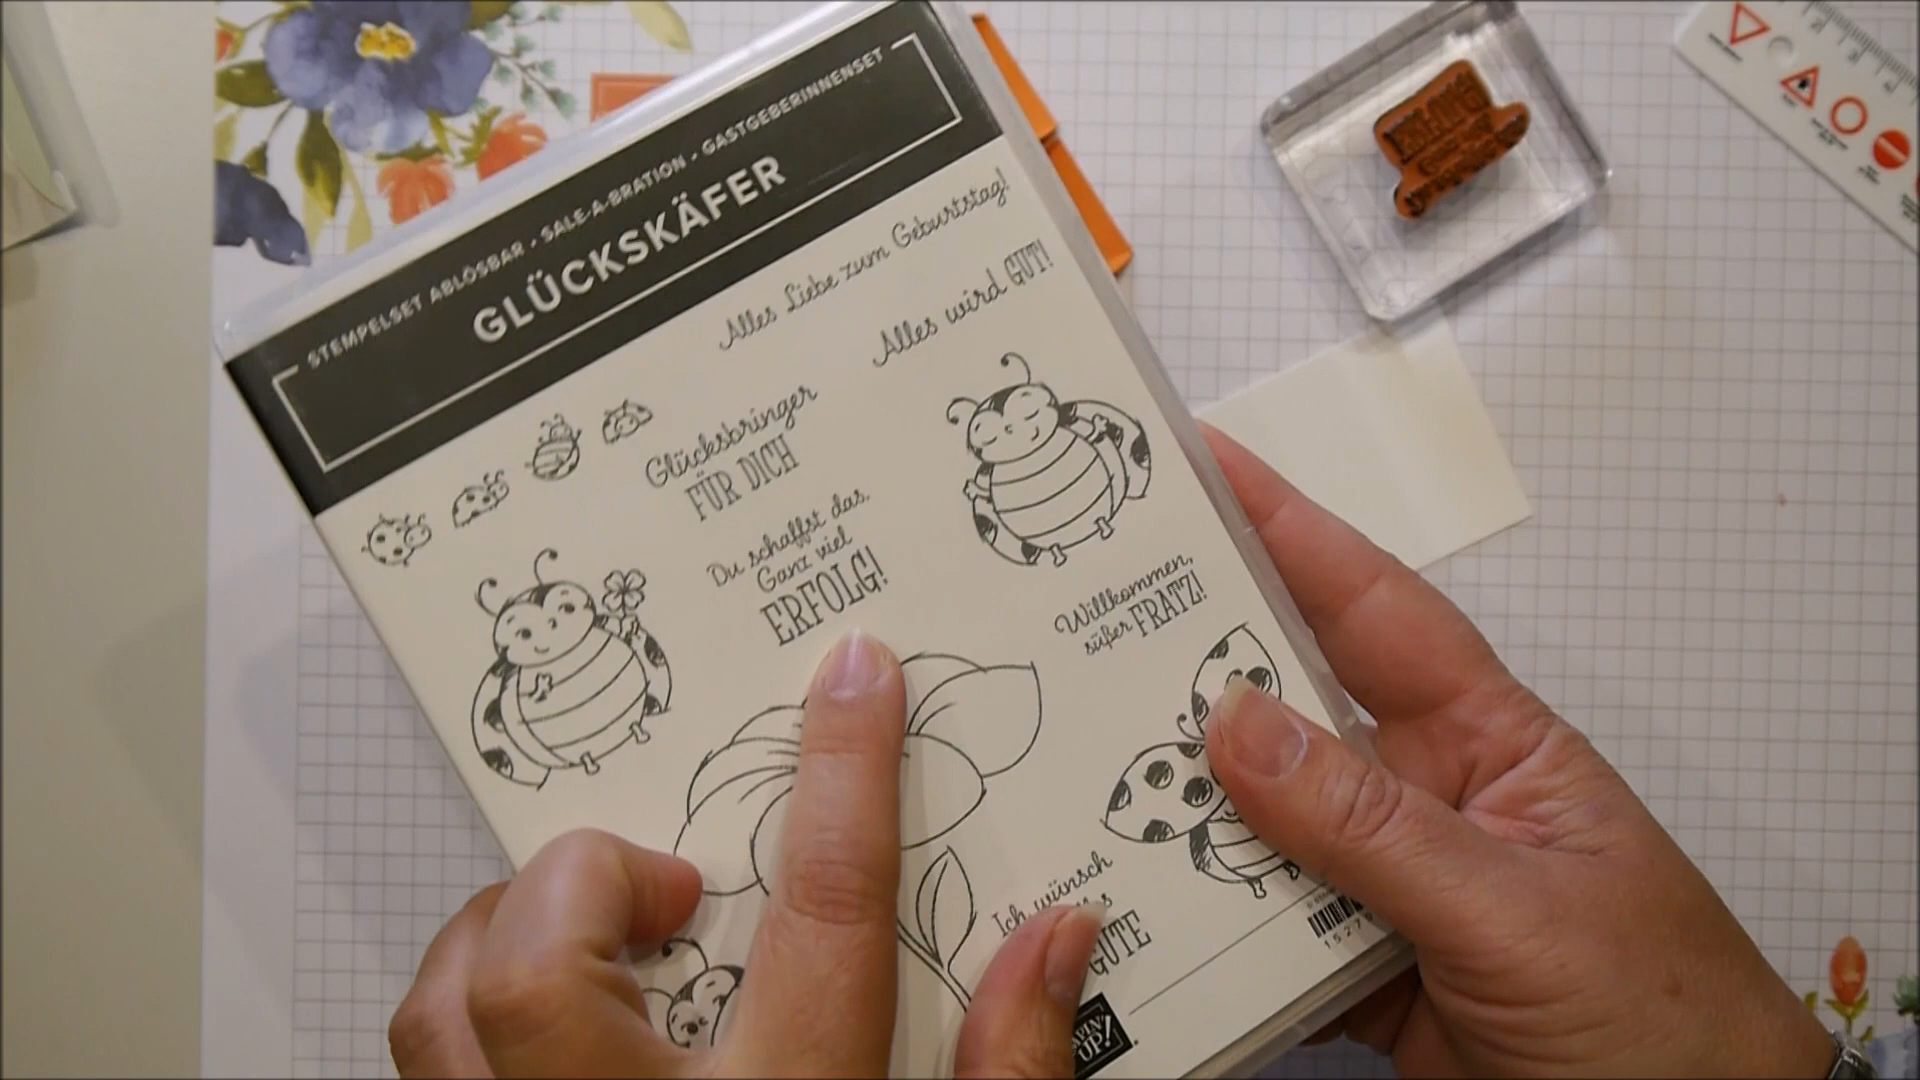 STEMPELSET ABLÖSBAR • SALE-A-BRATION • GASTGEBERINNENSET
GLÜCKSKÄFER
Alles Liebe zum Geburtstag!
Alles wird GUT!
Glücksbringer
FÜR DICH
Du schaffst das.
Ganz viel
ERFOLG!
Willkommen,
süßer FRATZ!
Ich wünsch
GUTE
UP!